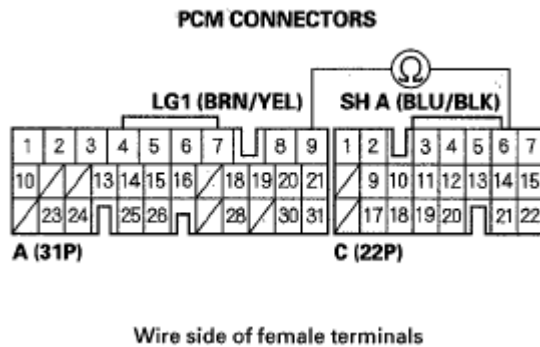 PCM CONNECTORS
Ω
LG1 (BRN/YEL) SH A (BLU/BLK)
1 2 3 4 5 6 7 8 9 1 2 3 4 5 6 7
10 13 14 15 16 18 19 20 21 9 10 11 12 13 14 15
23 24 25 26 28 30 31 17 18 19 20 21 22
A (31P) C (22P)
Wire side of female terminals